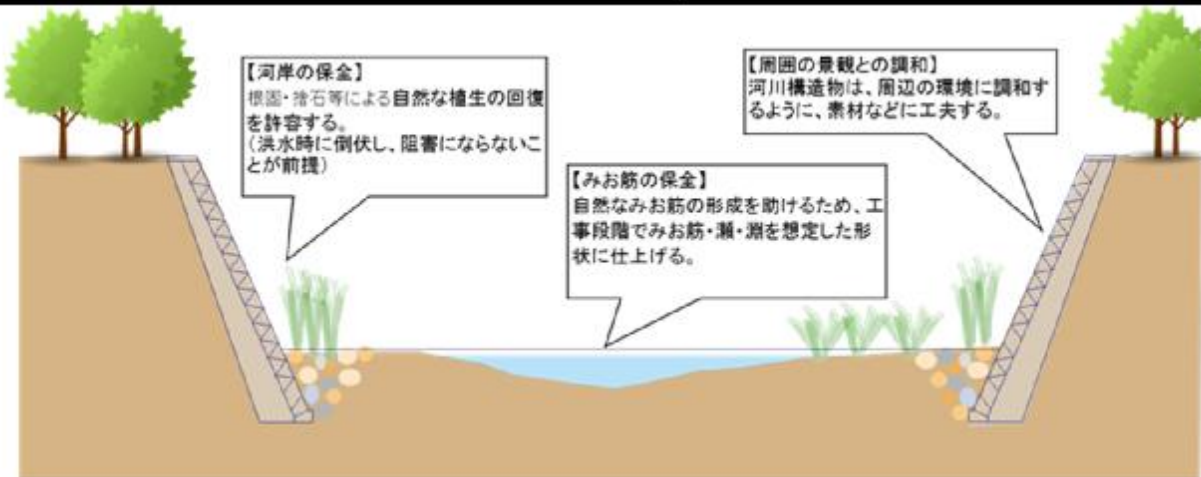 【河岸の保全】
根固・捨石等による自然な植生の回復
を許容する。
(洪水時に倒伏し、阻害にならないこ
とが前提)
【みお筋の保全】
自然なみお筋の形成を助けるため、工
事段階でみお筋・瀬・淵を想定した形
状に仕上げる。
【周囲の景観との調和】
河川構造物は、周辺の環境に調和す
るように、素材などに工夫する。